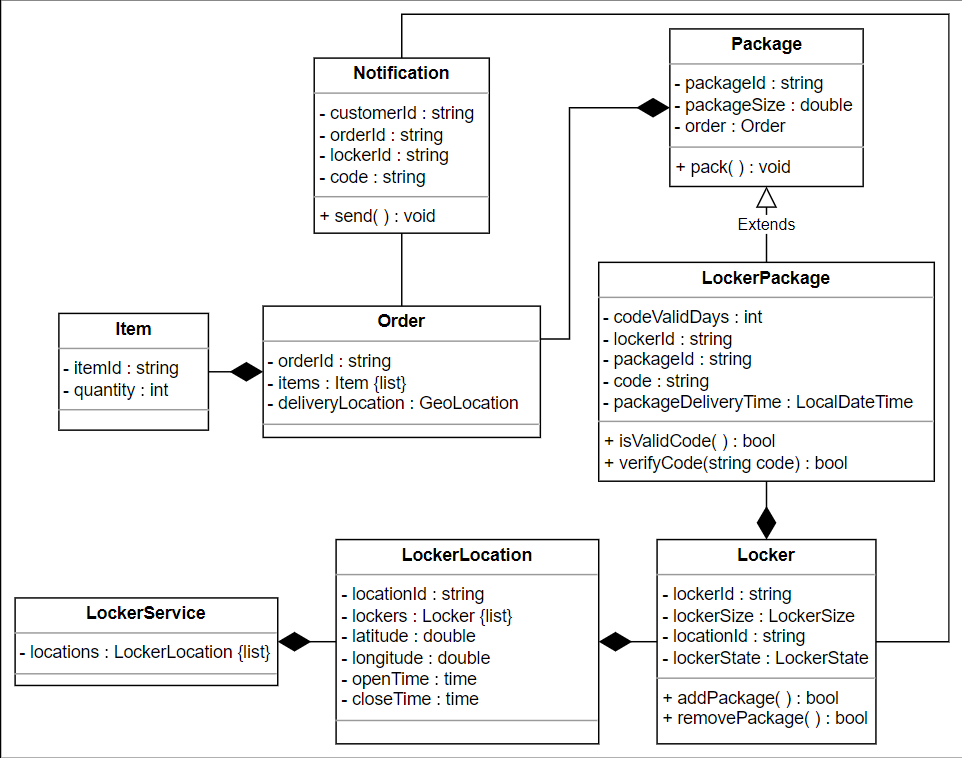 Notification
- customerId : string
- orderId : string
- lockerId : string
- code : string
+ send( ) : void
Package
- packageId : string
- packageSize : double
- order : Order
+ pack( ) : void
Extends
Item
- itemId : string
- quantity : int
Order
- orderId : string
- items : Item {list}
- deliveryLocation : GeoLocation
LockerPackage
- codeValidDays : int
- lockerId : string
- packageId : string
- code : string
- packageDeliveryTime : LocalDateTime
+ isValidCode( ) : bool
+ verifyCode(string code) : bool
LockerService
- locations : LockerLocation {list}
LockerLocation
- locationId : string
- lockers : Locker {list}
- latitude : double
- longitude : double
- openTime : time
- closeTime : time
Locker
- lockerId : string
- lockerSize : LockerSize
- locationId : string
- lockerState : LockerState
+ addPackage( ) : bool
+ removePackage( ) : bool